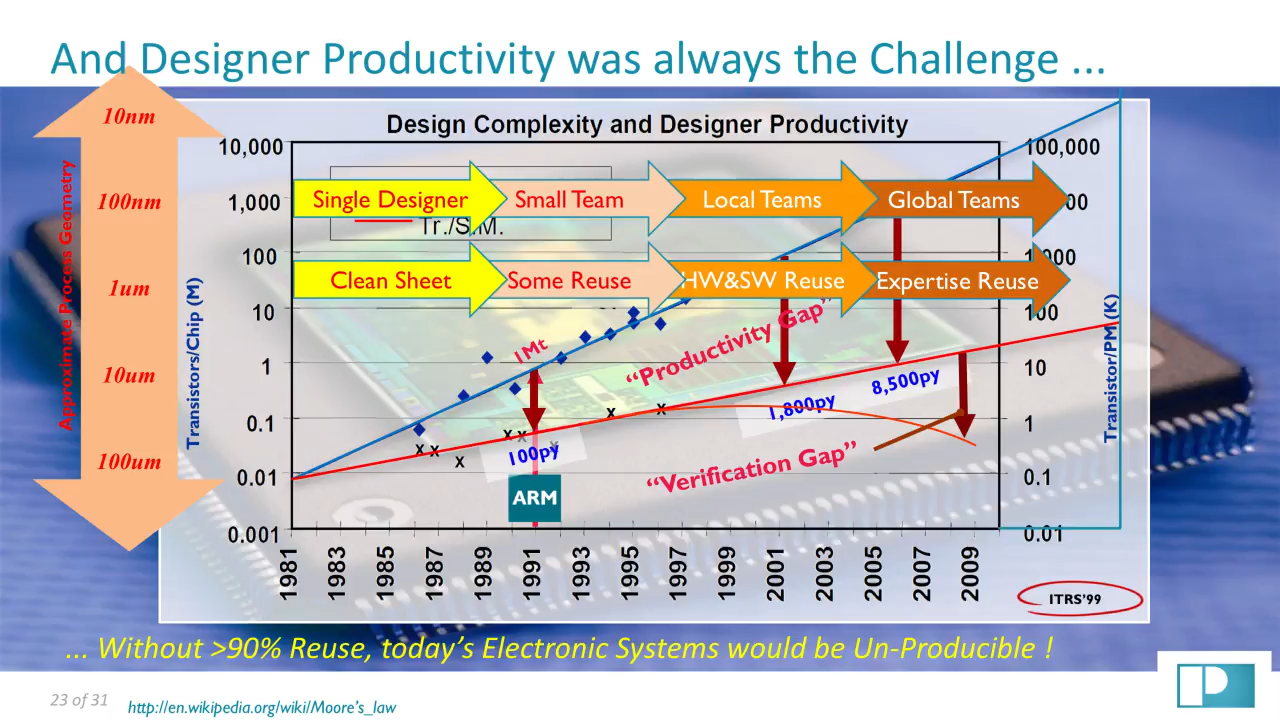 And Designer Productivity was always the Challenge ...
Design Complexity and Designer Productivity
Approximate Process Geometry
10nm
100nm
1um
10um
100um
Transistors/Chip (M)
10,000
1,000
100
10
1
0.1
0.01
0.001
Single Designer
Small Team
Local Teams
Global Teams
Tr./S.M.
Clean Sheet
Some Reuse
HW&SW Reuse
Expertise Reuse
1Mt
"Productivity Gap"
100py
1,800py
8,500py
"Verification Gap"
ARM
100,000
00
000
100
10
1
0.1
0.01
Transistor/PM (K)
1981
1983
1985
1987
1989
1991
1993
1995
1997
1999
2001
2003
2005
2007
2009
ITRS'99
... Without >90% Reuse, today's Electronic Systems would be Un-Producible !
23 of 31
http://en.wikipedia.org/wiki/Moore's_law